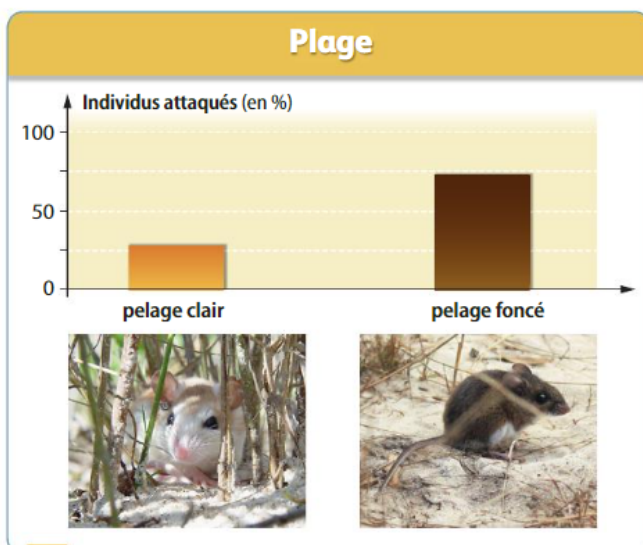 Plage
Individus attaqués (en %)
100
50
0
pelage clair
pelage foncé